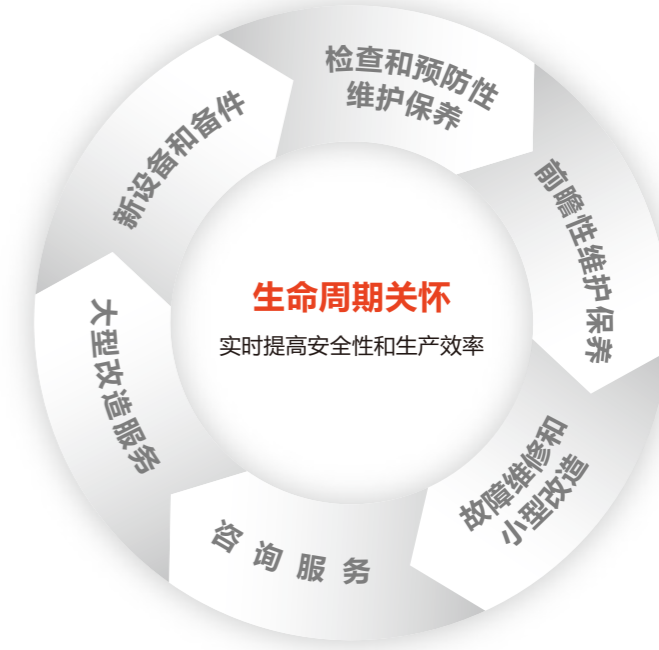 检查和预防性
维护保养
前瞻性维护保养
故障维修和
小型改造
咨询服务
大型改造服务
新设备和备件
生命周期关怀
实时提高安全性和生产效率